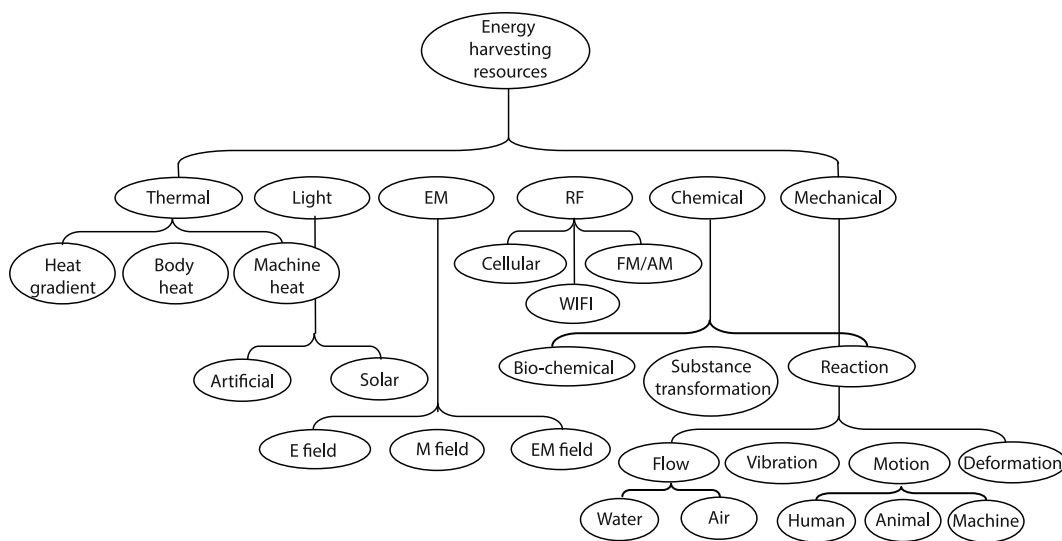 Energy
harvesting
resources
Thermal
Light
EM
RF
Chemical
Mechanical
Heat
gradient
Body
heat
Machine
heat
Cellular
FM/AM
WIFI
Artificial
Solar
Bio-chemical
Substance
transformation
Reaction
E field
M field
EM field
Flow
Vibration
Motion
Deformation
Water
Air
Human
Animal
Machine